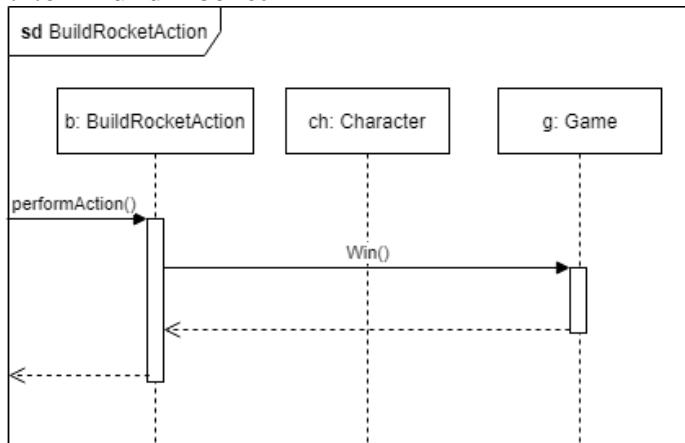 sd BuildRocketAction
b: BuildRocketAction
ch: Character
g: Game
performAction()
Win()